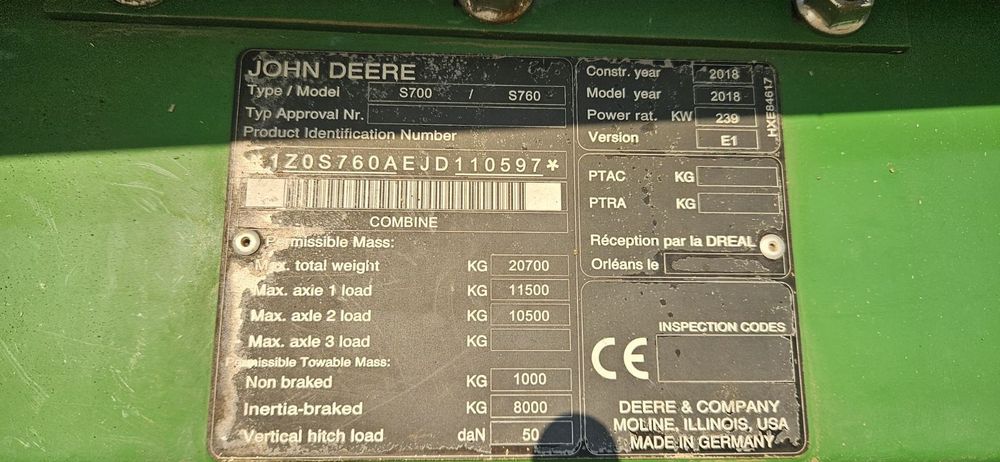 JOHN DEERE
Type / Model S700 / S760
Typ Approval Nr.
Product Identification Number
*1Z0S760AEJD110597*
COMBINE
Permissible Mass:
Max. total weight KG 20700
Max. axle 1 load KG 11500
Max. axle 2 load KG 10500
Max. axle 3 load KG
Permissible Towable Mass:
Non braked KG 1000
Inertia-braked KG 8000
Vertical hitch load daN 50
Constr. year 2018
Model year 2018
Power rat. KW 239
Version E1
HXE84617
PTAC KG
PTRA KG
Réception par la DREAL
Orléans le
INSPECTION CODES
CE
DEERE & COMPANY
MOLINE, ILLINOIS, USA
MADE IN GERMANY